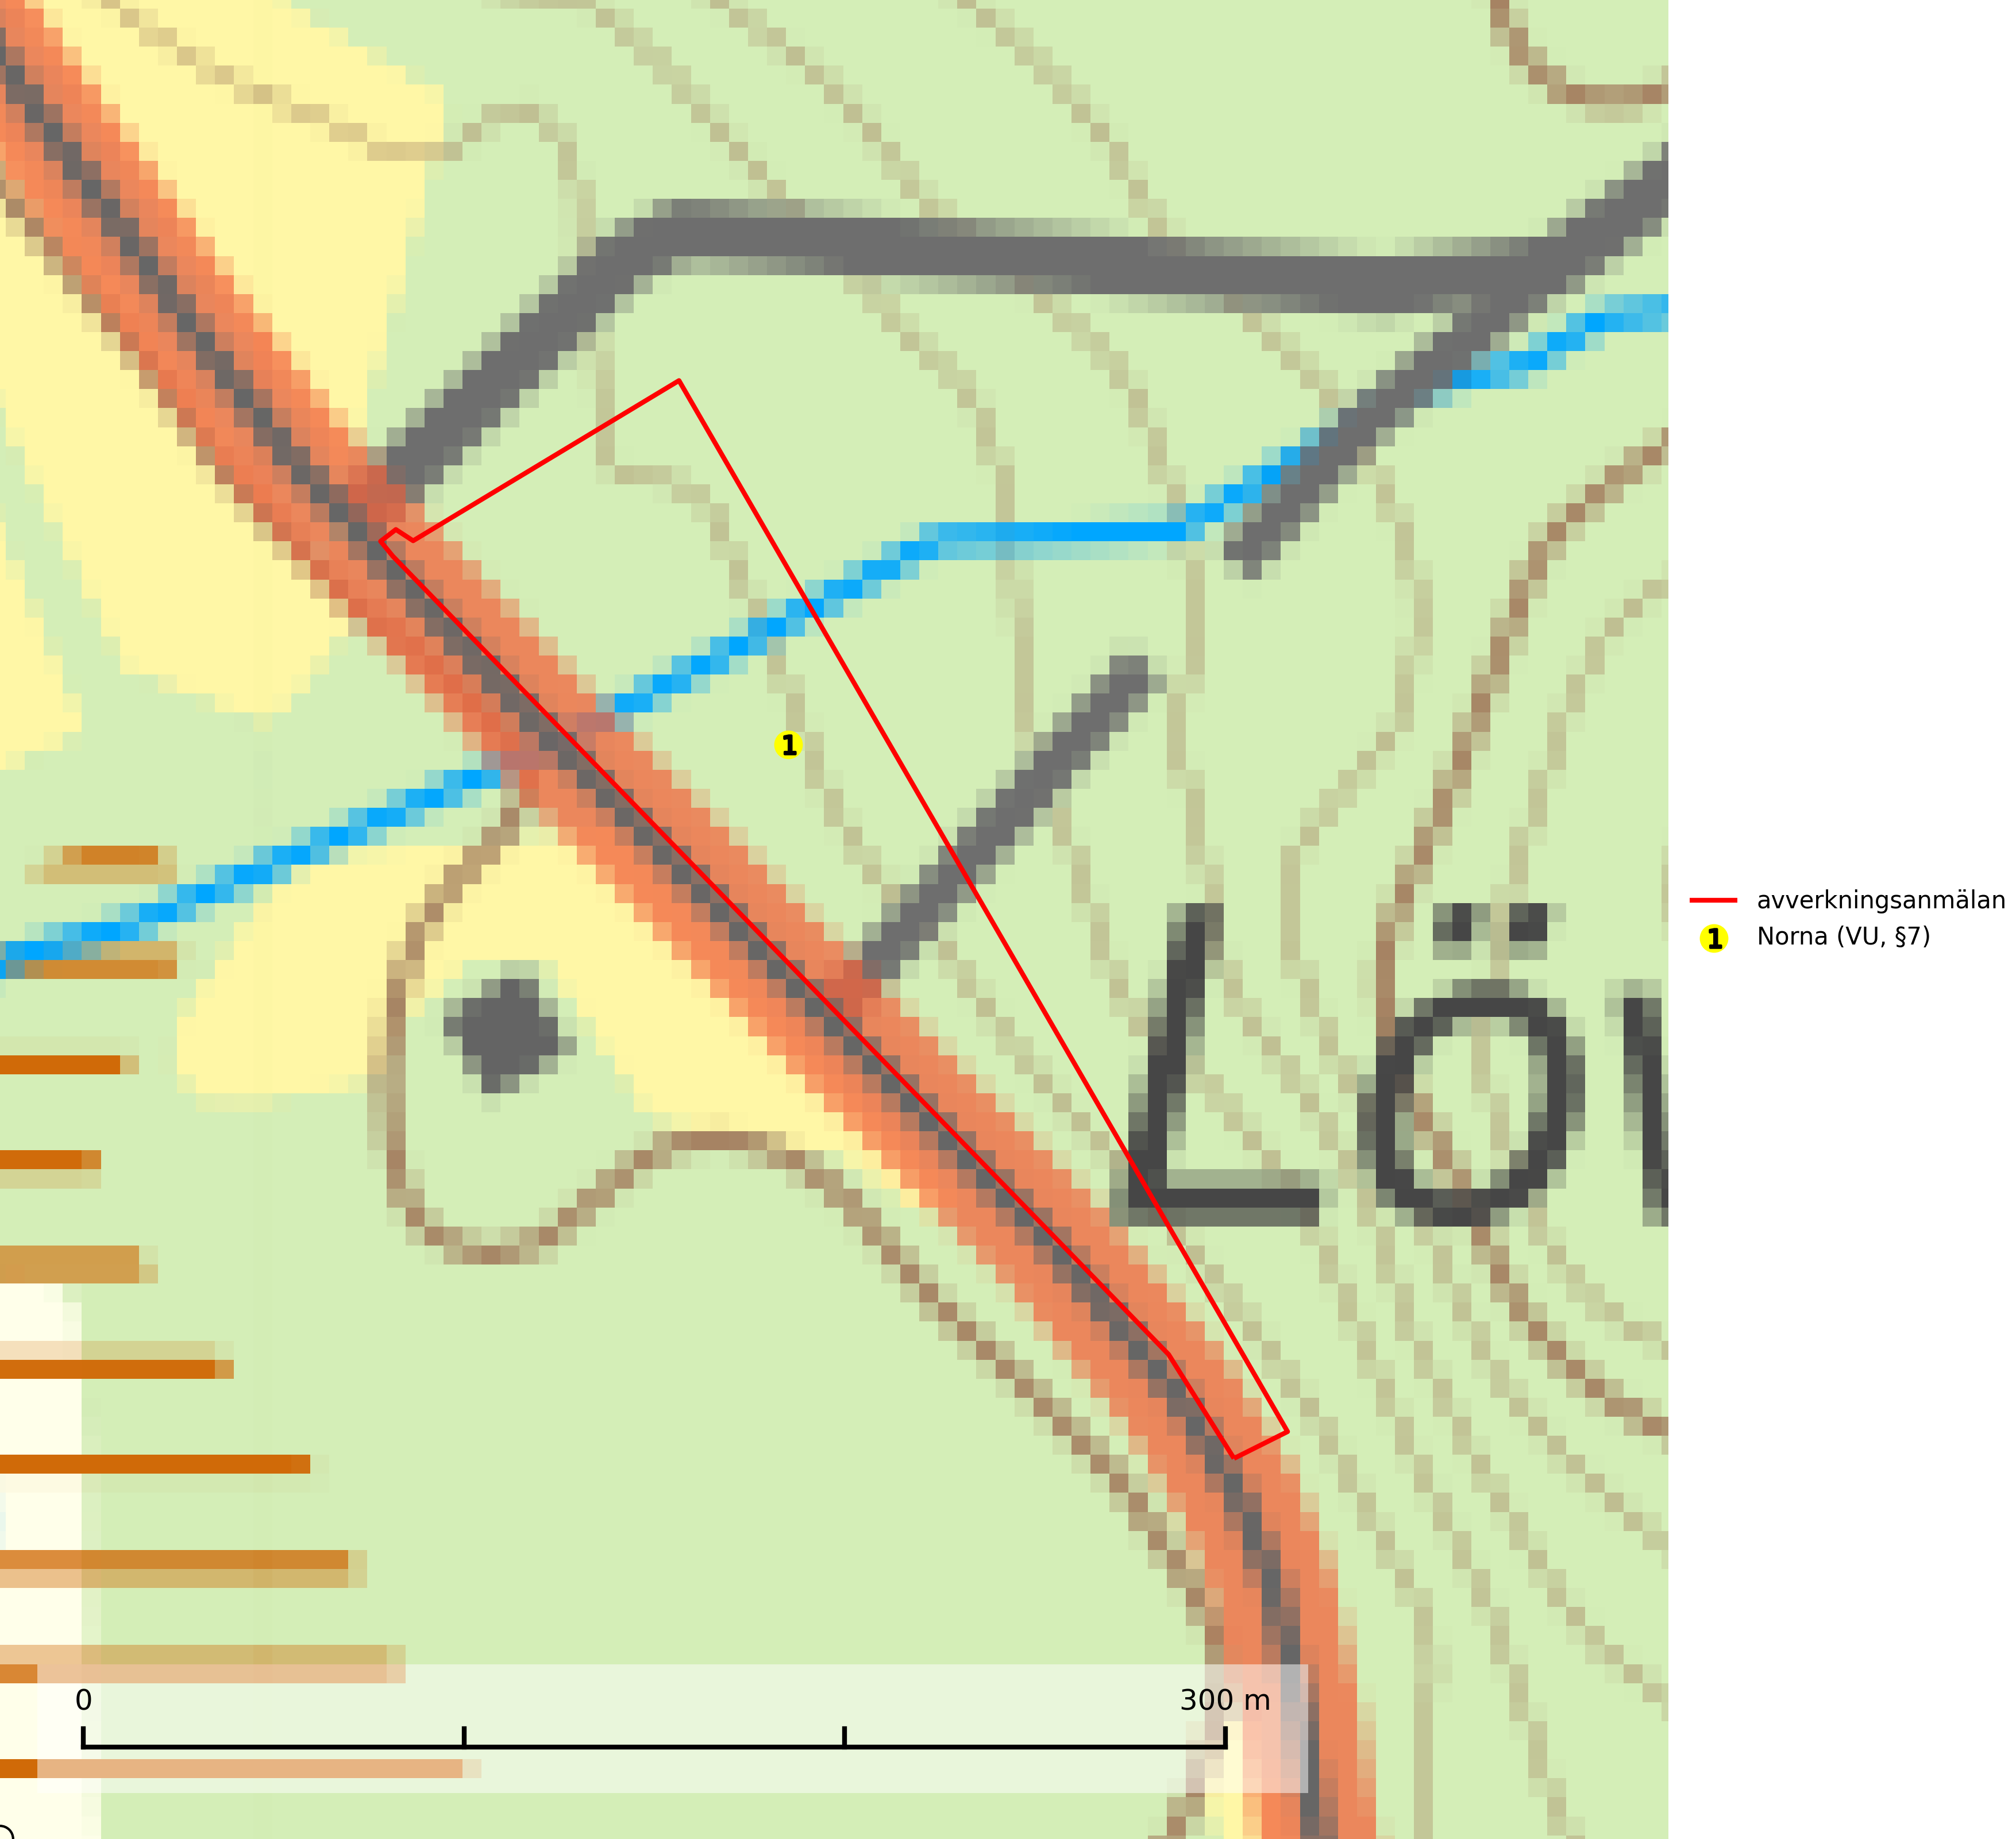 1
Lö
avverkningsanmälan
1 Norna (VU, §7)
0 300 m